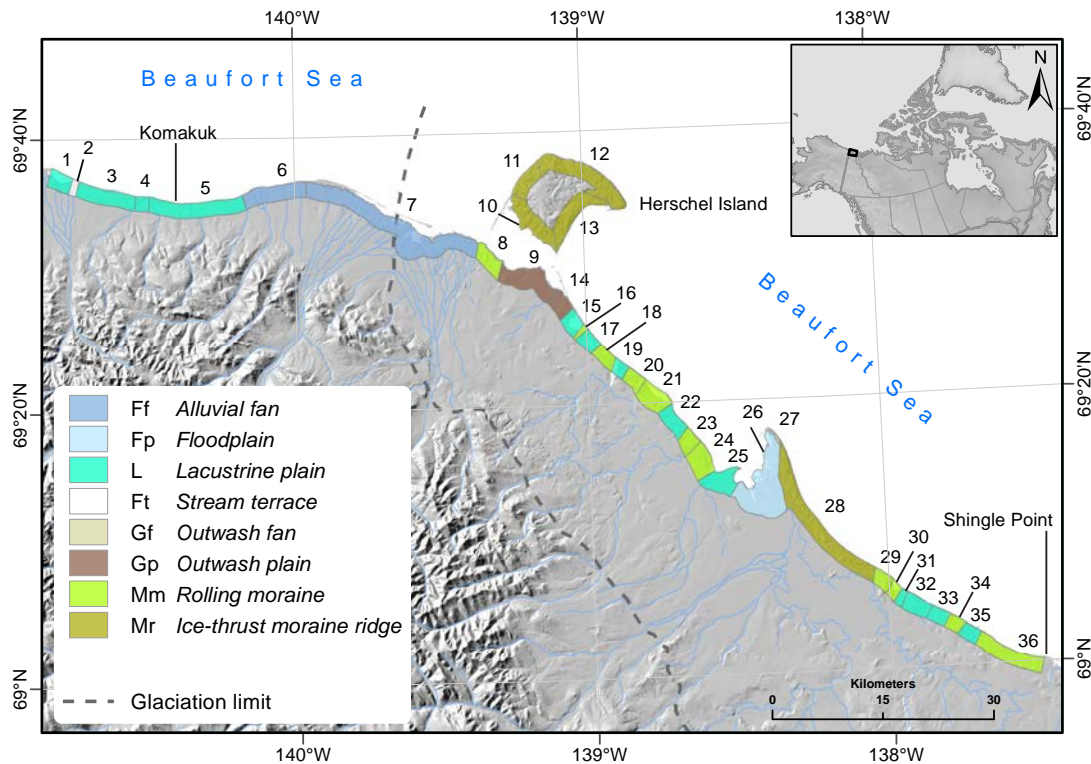 140°W
139°W
138°W
Beaufort Sea
N
69°40'N
69°40'N
Komakuk
1
2
3
4
5
6
7
8
9
10
11
12
13
Herschel Island
14
15
16
17
18
19
20
21
22
23
24
25
26
27
28
29
30
31
32
33
34
35
36
Beaufort Sea
69°20'N
69°20'N
Shingle Point
Ff Alluvial fan
Fp Floodplain
L Lacustrine plain
Ft Stream terrace
Gf Outwash fan
Gp Outwash plain
Mm Rolling moraine
Mr Ice-thrust moraine ridge
Glaciation limit
69°N
69°N
Kilometers
0 15 30
140°W
139°W
138°W